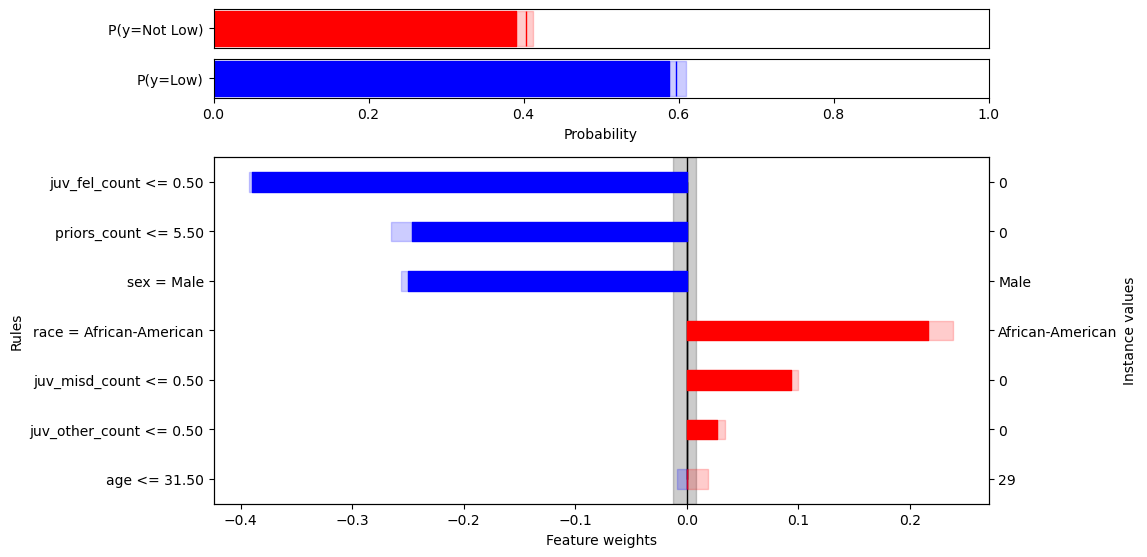 P(y=Not Low)
P(y=Low)
0.0 0.2 0.4 0.6 0.8 1.0
Probability
juv_fel_count <= 0.50 0
priors_count <= 5.50 0
sex = Male Male
race = African-American African-American
juv_misd_count <= 0.50 0
juv_other_count <= 0.50 0
age <= 31.50 29
Rules
Instance values
−0.4 −0.3 −0.2 −0.1 0.0 0.1 0.2
Feature weights